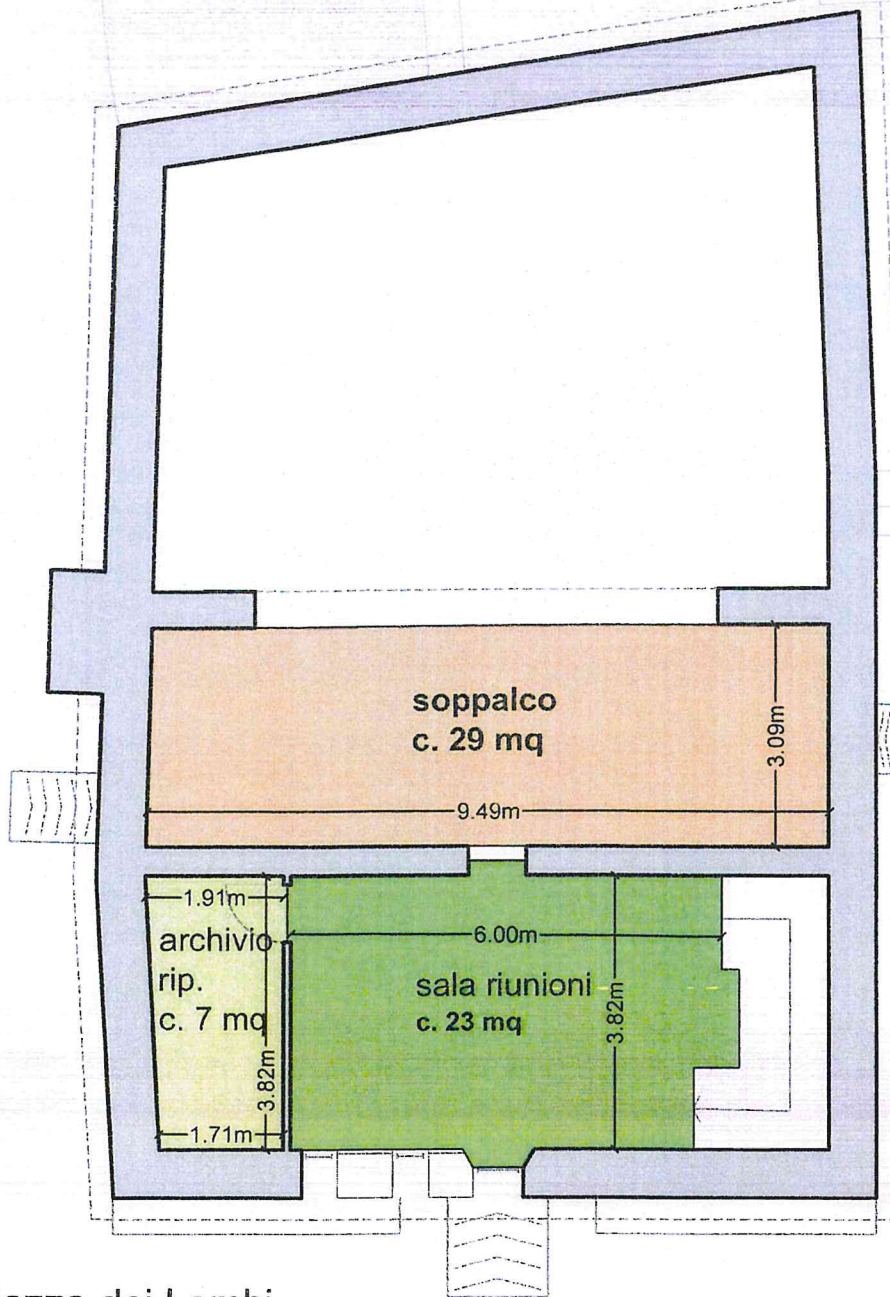 soppalco
c. 29 mq
3.09m
9.49m
1.91m
archivio
rip.
c. 7 mq
3.82m
1.71m
6.00m
sala riunioni
c. 23 mq
3.82m